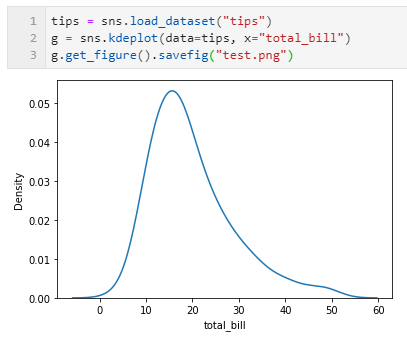 1 tips = sns.load_dataset("tips")
2 g = sns.kdeplot(data=tips, x="total_bill")
3 g.get_figure().savefig("test.png")
0.05
0.04
0.03
0.02
0.01
0.00
Density
0 10 20 30 40 50 60
total_bill